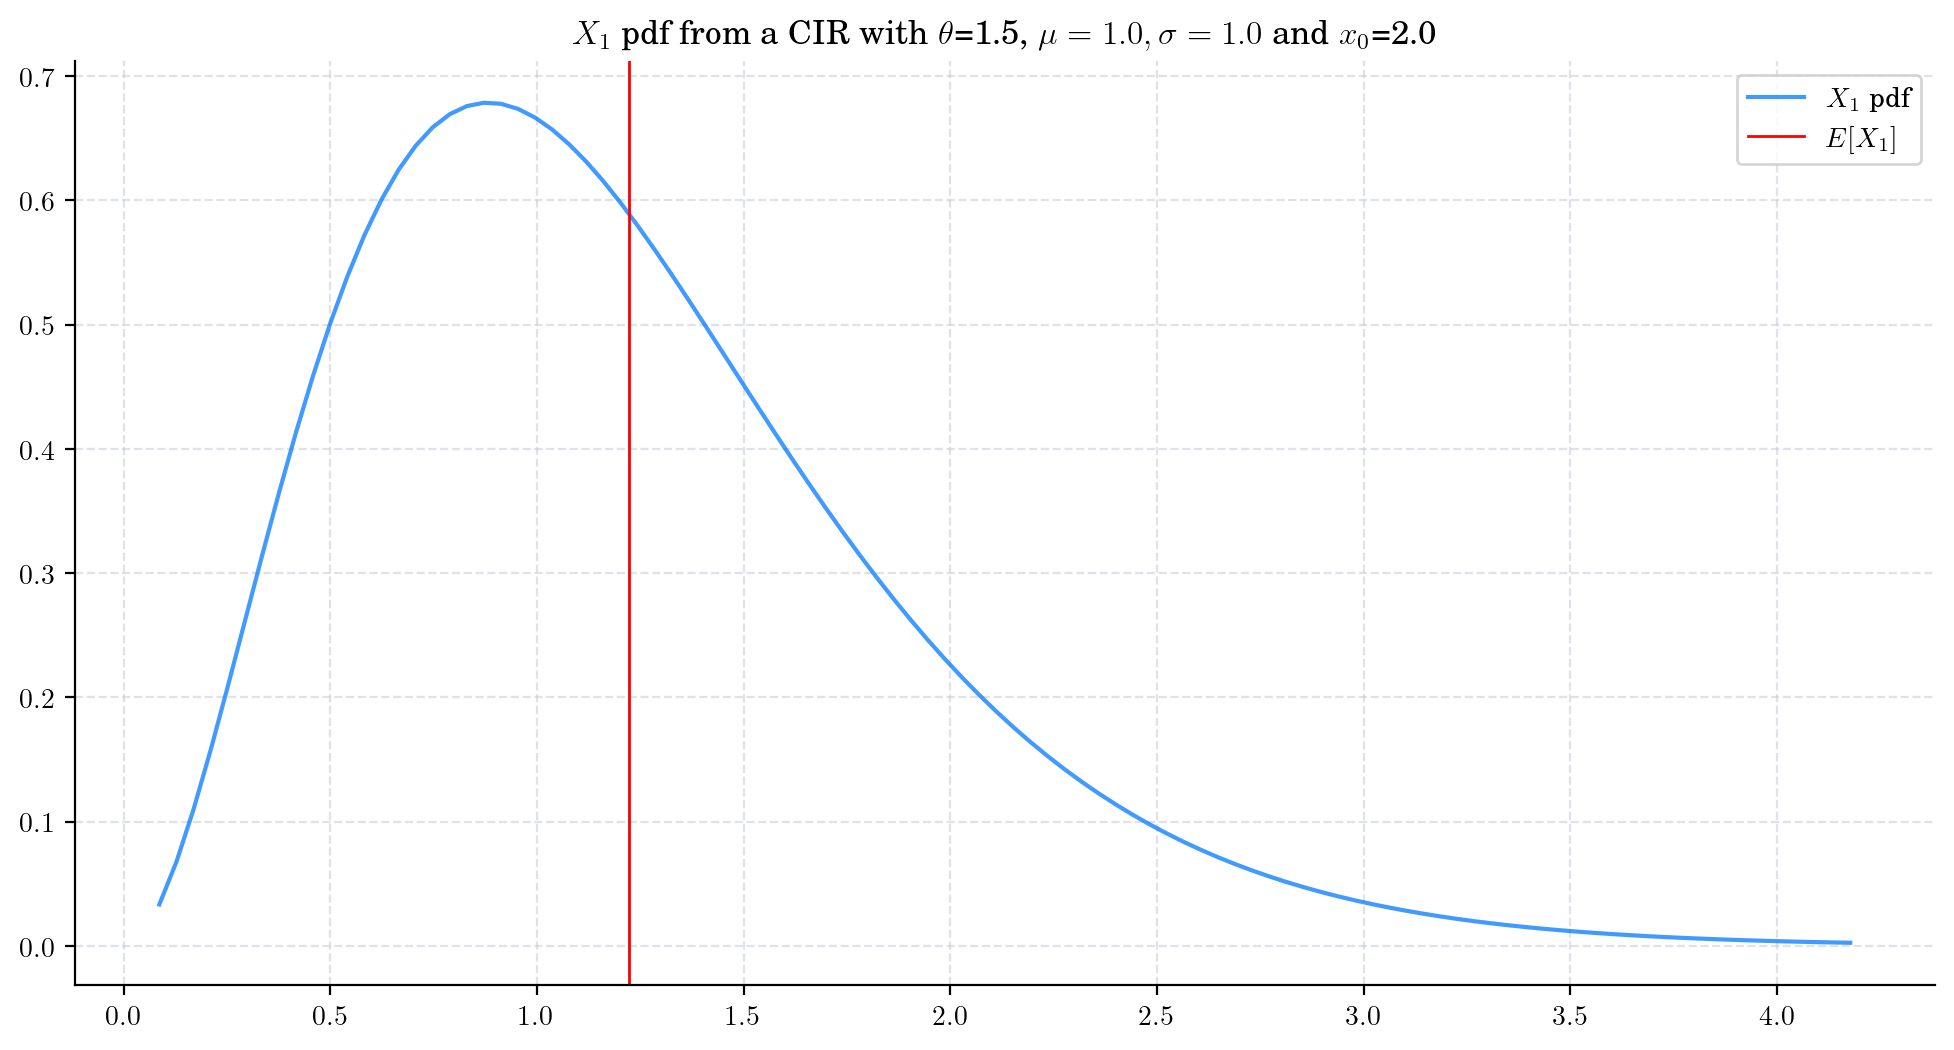 X₁ pdf from a CIR with θ=1.5, μ = 1.0, σ = 1.0 and x₀=2.0
X₁ pdf
E[X₁]
0.7
0.6
0.5
0.4
0.3
0.2
0.1
0.0
0.0 0.5 1.0 1.5 2.0 2.5 3.0 3.5 4.0